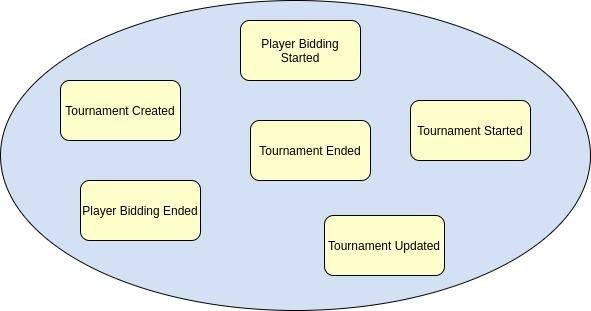 Player Bidding
Started
Tournament Created
Tournament Started
Tournament Ended
Player Bidding Ended
Tournament Updated